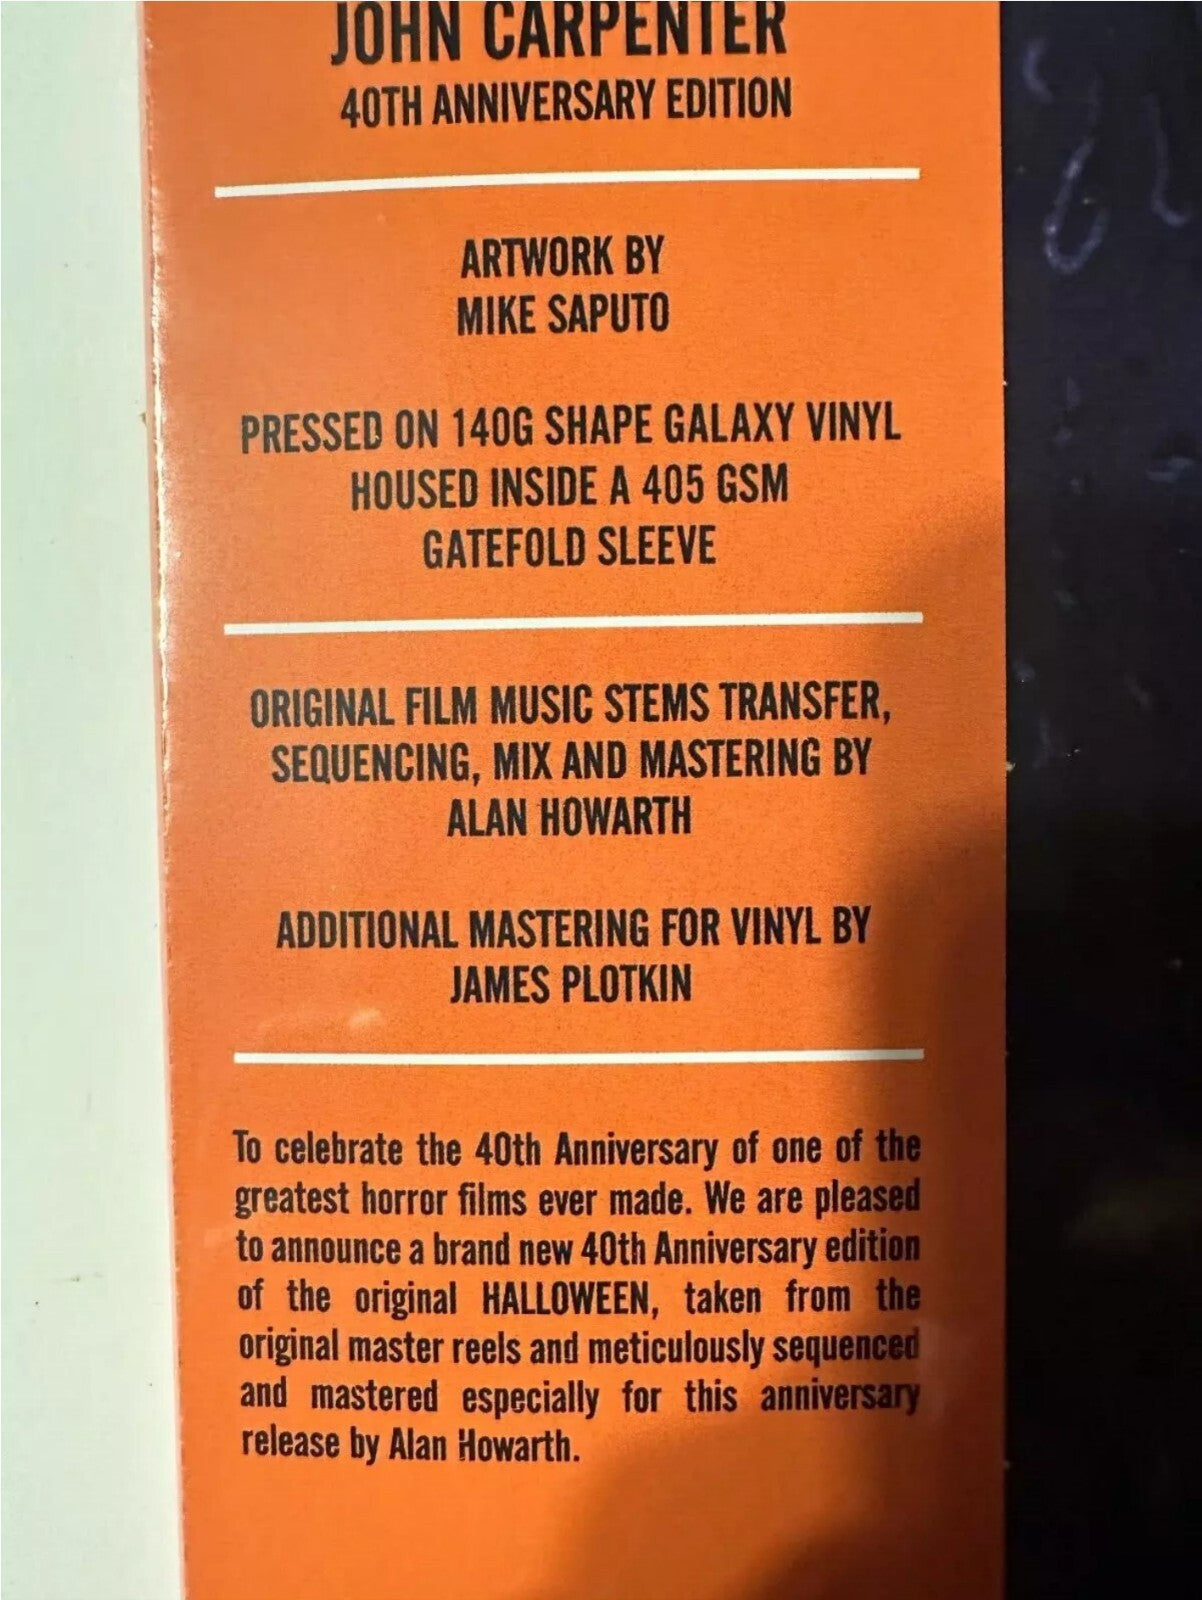 JOHN CARPENTER
40TH ANNIVERSARY EDITION
ARTWORK BY
MIKE SAPUTO
PRESSED ON 140G SHAPE GALAXY VINYL
HOUSED INSIDE A 405 GSM
GATEFOLD SLEEVE
ORIGINAL FILM MUSIC STEMS TRANSFER,
SEQUENCING, MIX AND MASTERING BY
ALAN HOWARTH
ADDITIONAL MASTERING FOR VINYL BY
JAMES PLOTKIN
To celebrate the 40th Anniversary of one of the
greatest horror films ever made. We are pleased
to announce a brand new 40th Anniversary edition
of the original HALLOWEEN, taken from the
original master reels and meticulously sequenced
and mastered especially for this anniversary
release by Alan Howarth.